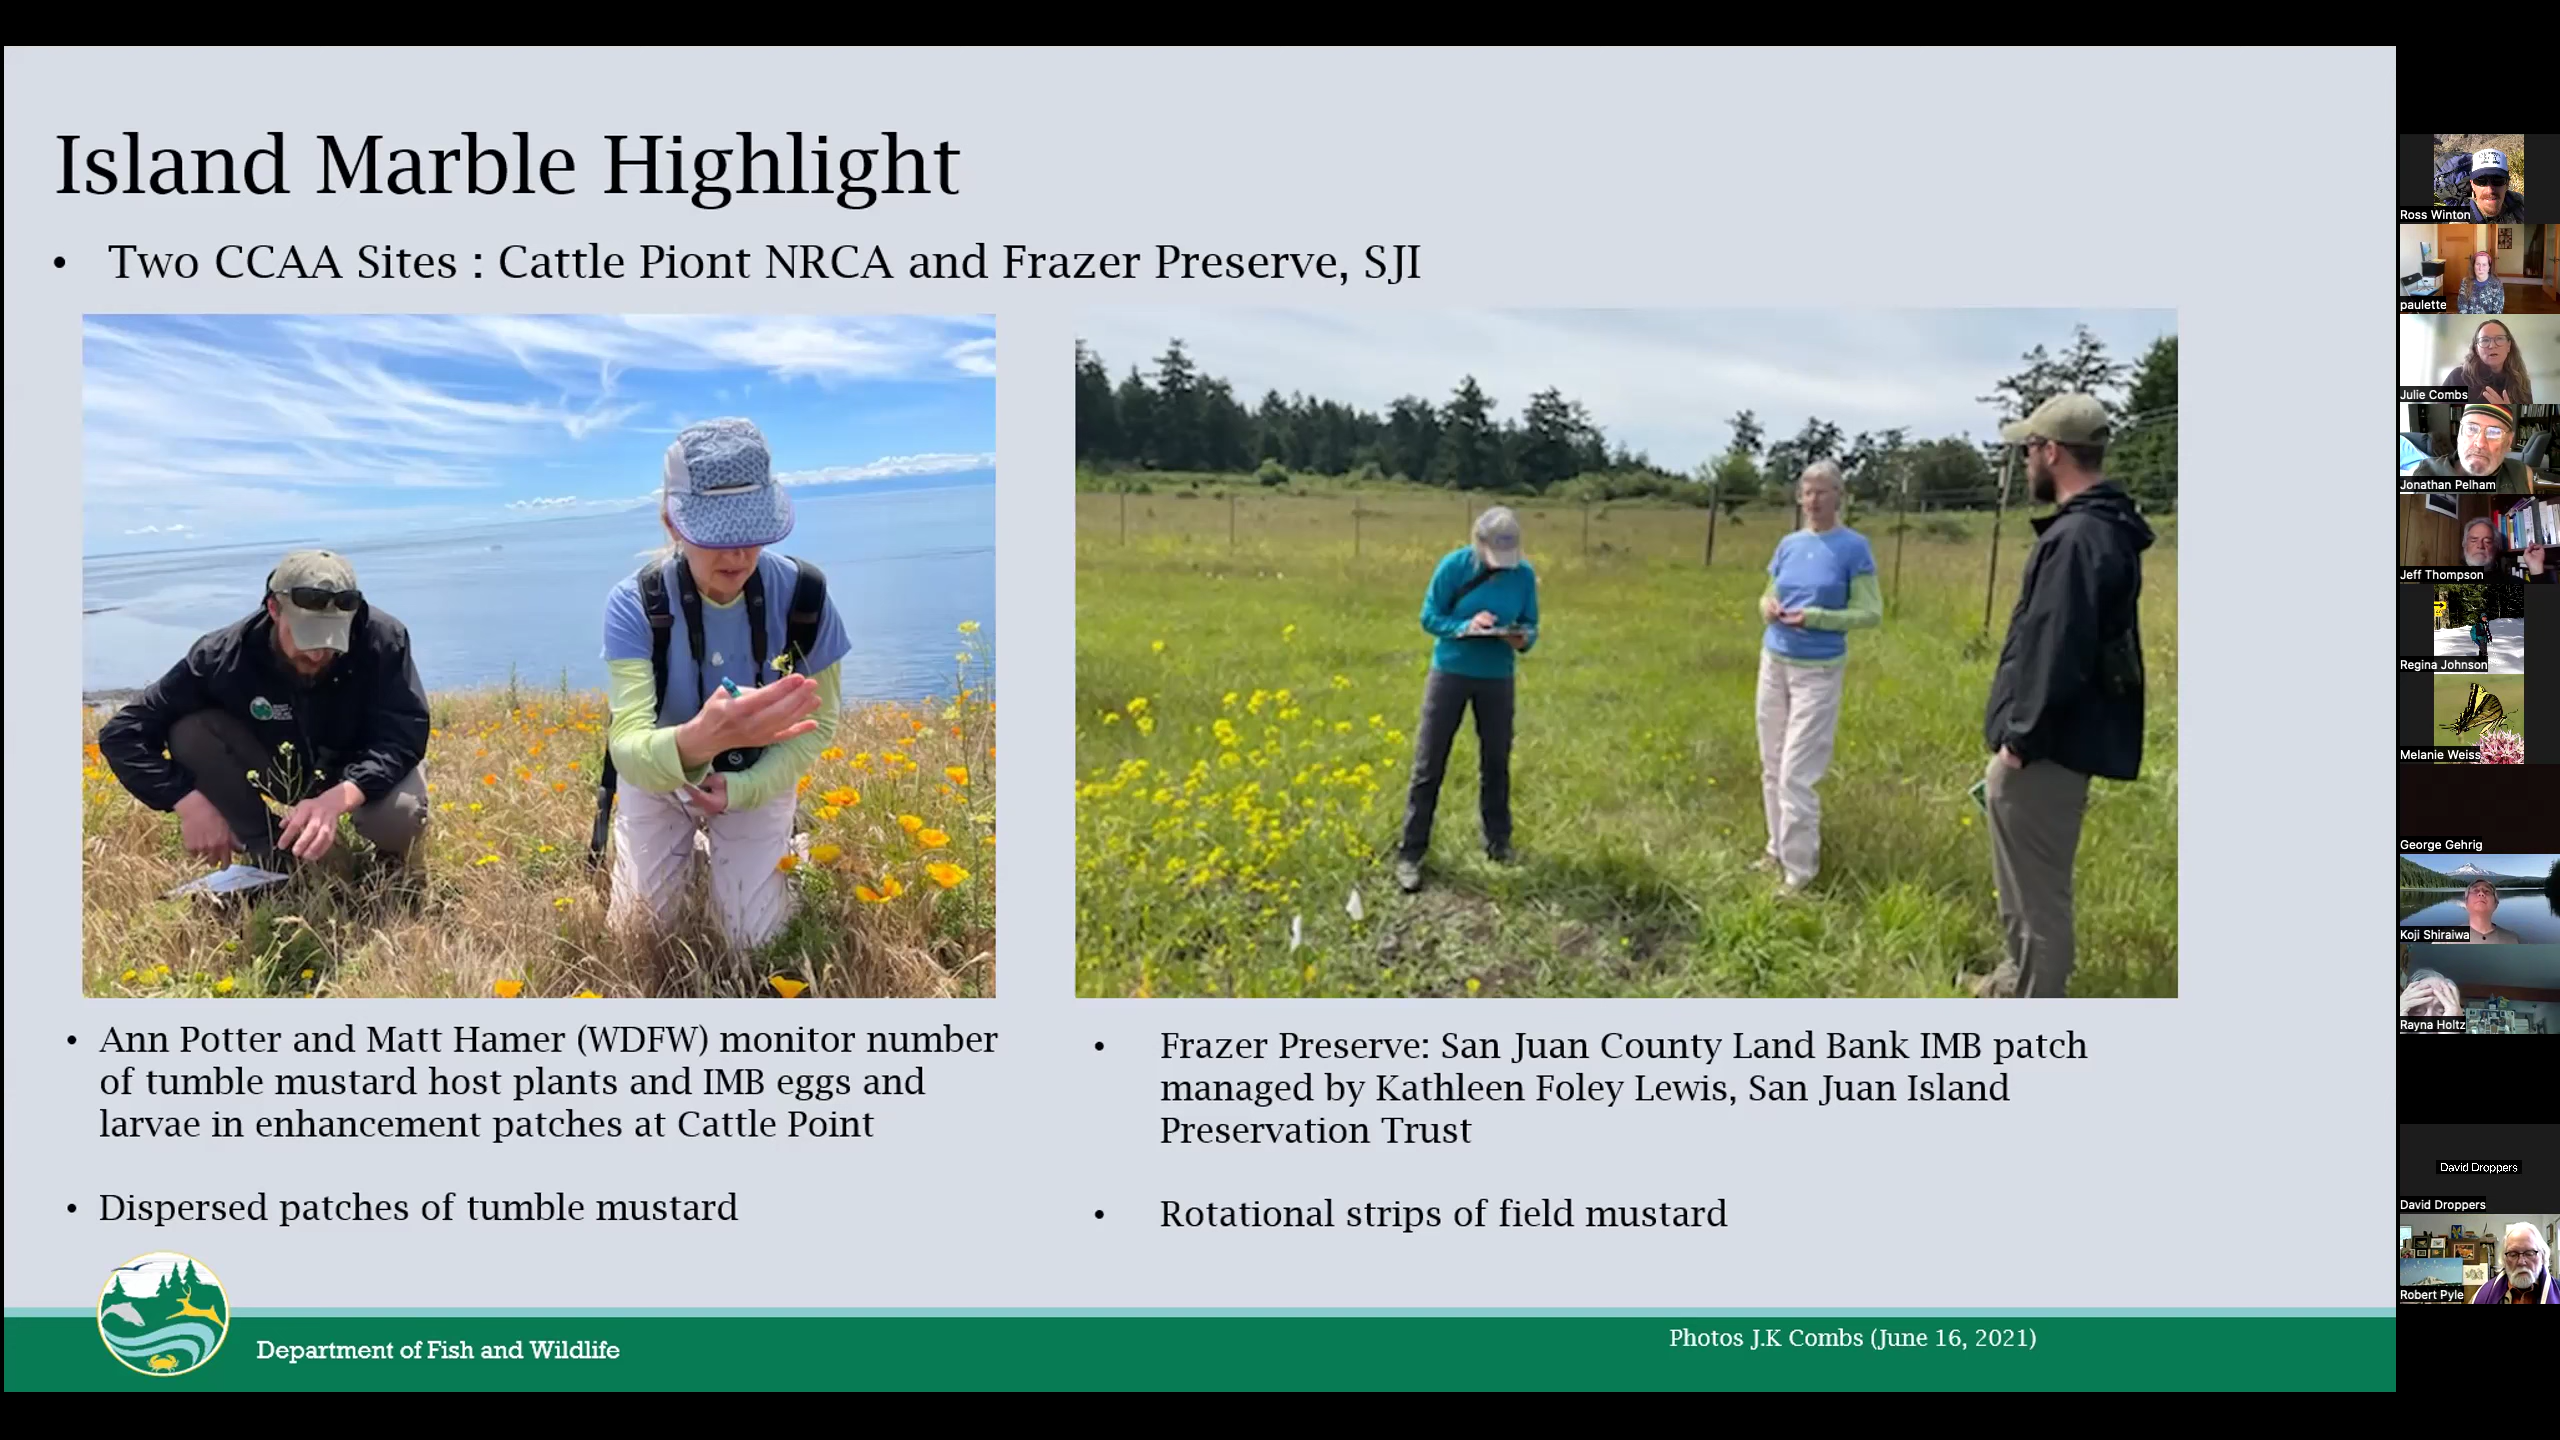 Island Marble Highlight
• Two CCAA Sites : Cattle Piont NRCA and Frazer Preserve, SJI
• Ann Potter and Matt Hamer (WDFW) monitor number
of tumble mustard host plants and IMB eggs and
larvae in enhancement patches at Cattle Point
• Dispersed patches of tumble mustard
• Frazer Preserve: San Juan County Land Bank IMB patch
managed by Kathleen Foley Lewis, San Juan Island
Preservation Trust
• Rotational strips of field mustard
Department of Fish and Wildlife
Photos J.K Combs (June 16, 2021)
Ross Winton
paulette
Julie Combs
Jonathan Pelham
Jeff Thompson
Regina Johnson
Melanie Weiss
George Gehrig
Koji Shiraiwa
Rayna Holtz
David Droppers
David Droppers
Robert Pyle